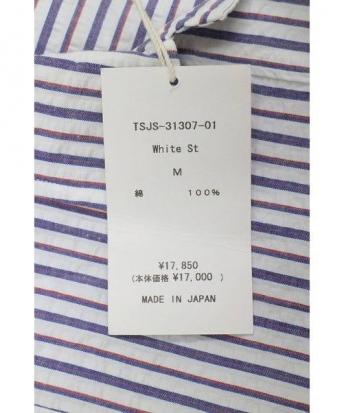 TSJS-31307-01
White St
M
綿 100%
¥17,850
(本体価格 ¥17,000)
MADE IN JAPAN